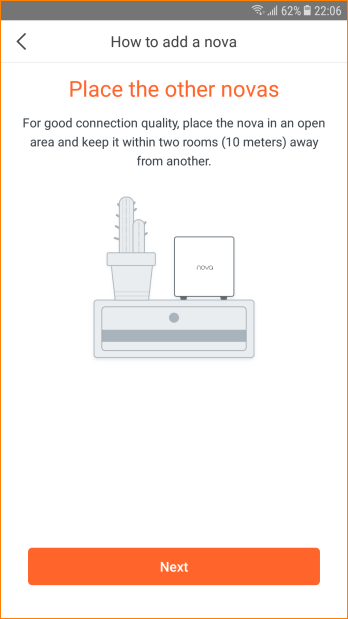 62% 22:06
How to add a nova
Place the other novas
For good connection quality, place the nova in an open
area and keep it within two rooms (10 meters) away
from another.
nova
Next